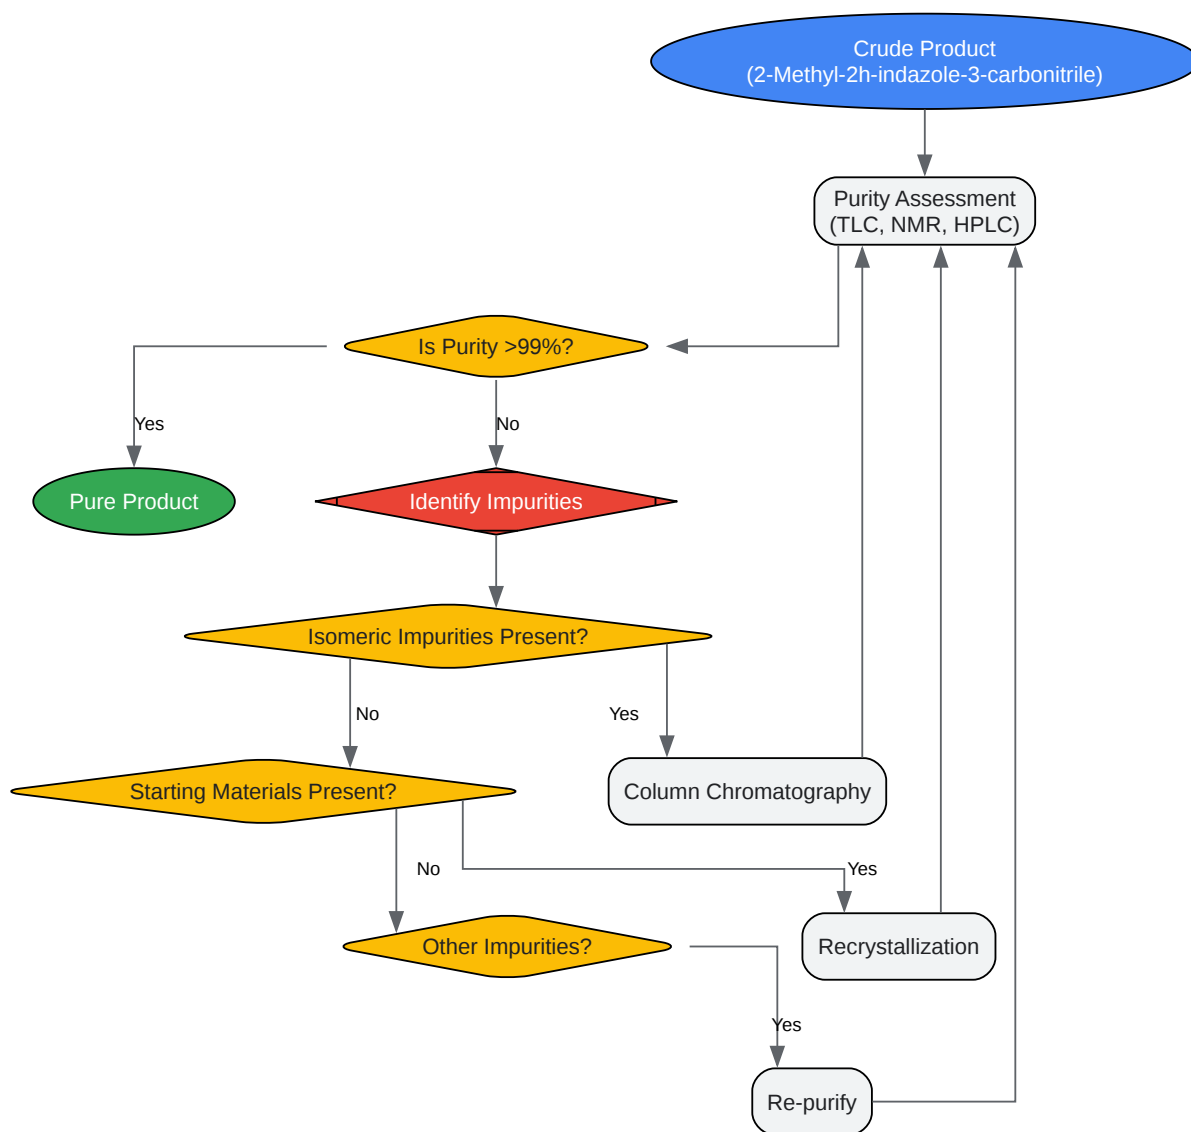 Crude Product
(2-Methyl-2h-indazole-3-carbonitrile)
Purity Assessment
(TLC, NMR, HPLC)
Is Purity >99%?
Yes
No
Pure Product
Identify Impurities
Isomeric Impurities Present?
No
Yes
Starting Materials Present?
Column Chromatography
No
Yes
Other Impurities?
Recrystallization
Yes
Re-purify